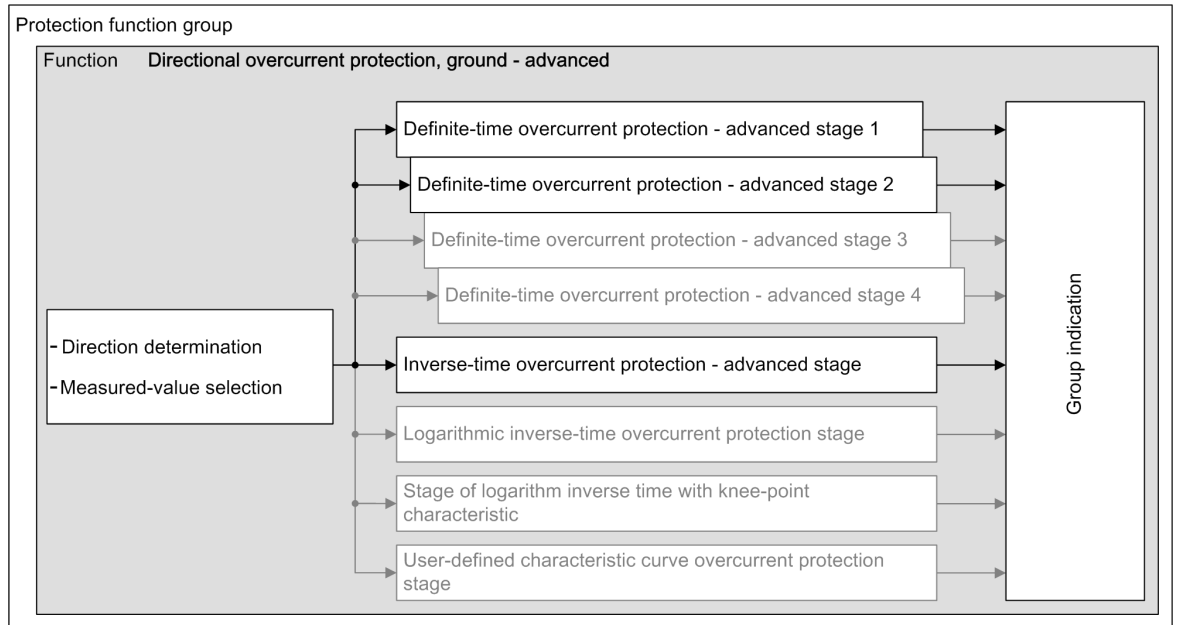 Protection function group
Function Directional overcurrent protection, ground - advanced
Definite-time overcurrent protection - advanced stage 1
Definite-time overcurrent protection - advanced stage 2
Definite-time overcurrent protection - advanced stage 3
Definite-time overcurrent protection - advanced stage 4
- Direction determination
- Measured-value selection
Inverse-time overcurrent protection - advanced stage
Logarithmic inverse-time overcurrent protection stage
Stage of logarithm inverse time with knee-point
characteristic
User-defined characteristic curve overcurrent protection
stage
Group indication